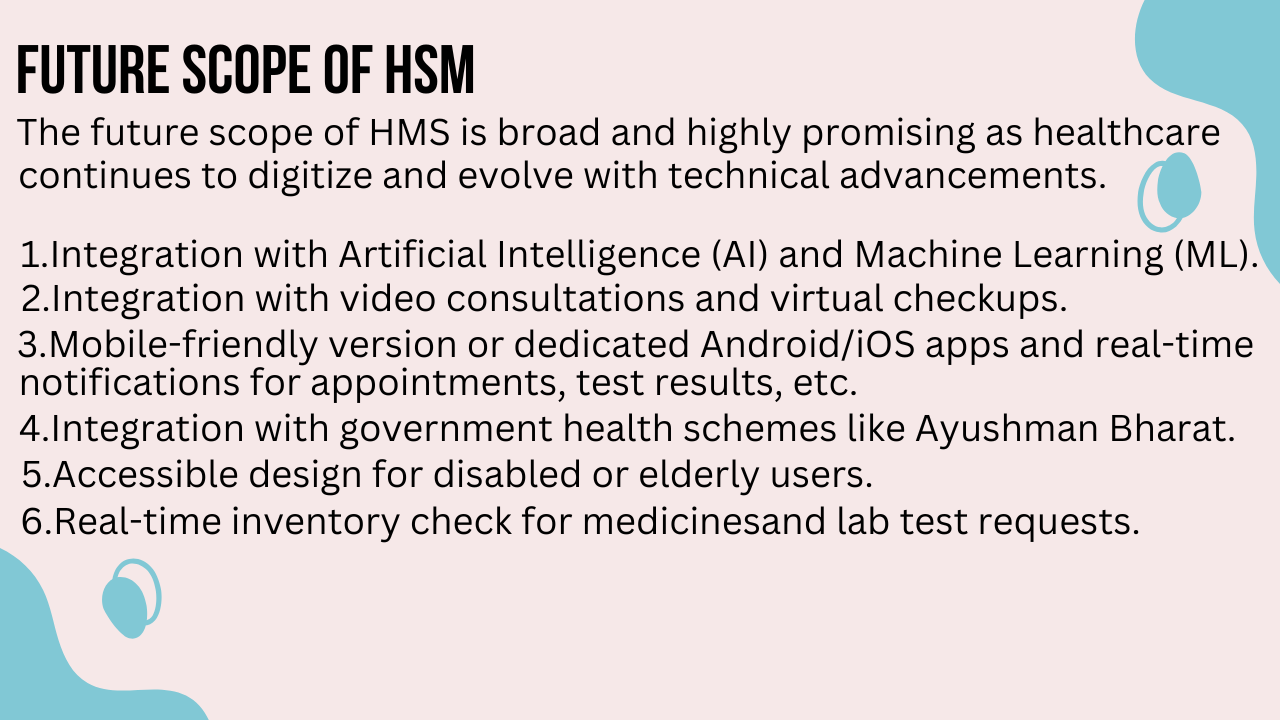 FUTURE SCOPE OF HSM
The future scope of HMS is broad and highly promising as healthcare
continues to digitize and evolve with technical advancements.
1.Integration with Artificial Intelligence (AI) and Machine Learning (ML).
2.Integration with video consultations and virtual checkups.
3.Mobile-friendly version or dedicated Android/iOS apps and real-time
notifications for appointments, test results, etc.
4.Integration with government health schemes like Ayushman Bharat.
5.Accessible design for disabled or elderly users.
6.Real-time inventory check for medicinesand lab test requests.